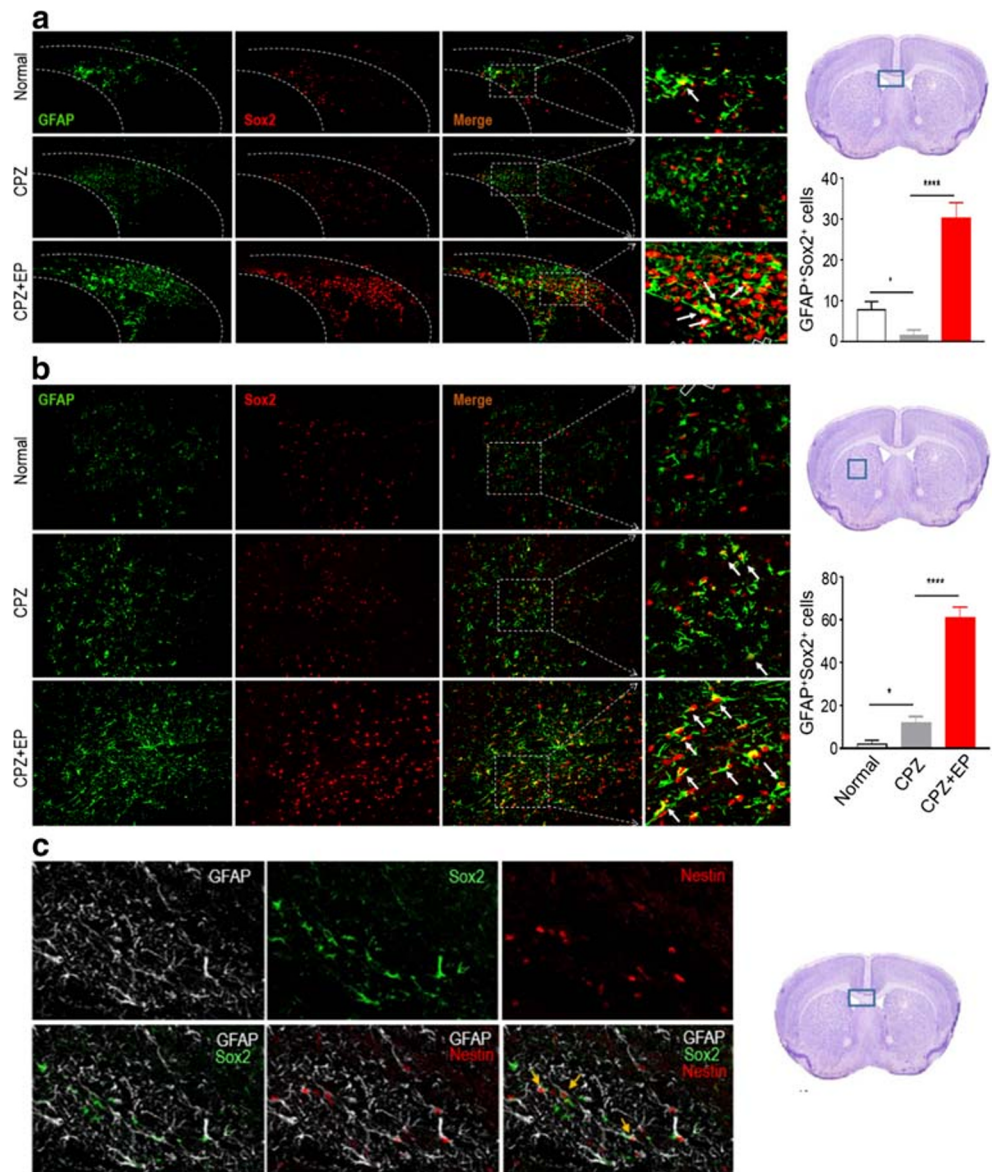 a
Normal
GFAP
Sox2
Merge
CPZ
CPZ+EP
GFAP+Sox2+ cells
40
30
20
10
0
*
****
b
Normal
GFAP
Sox2
Merge
CPZ
CPZ+EP
GFAP+Sox2+ cells
80
60
40
20
0
*
****
Normal
CPZ
CPZ+EP
c
GFAP
Sox2
Nestin
GFAP
Sox2
GFAP
Nestin
GFAP
Sox2
Nestin